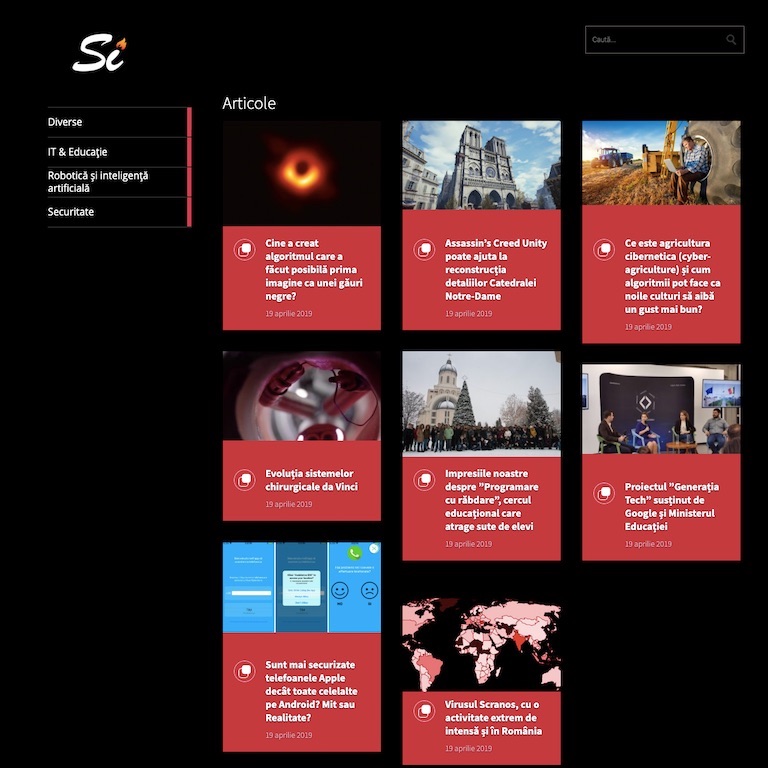 Si
Caută...
Diverse
IT & Educație
Robotică și inteligență
artificială
Securitate
Articole
Cine a creat
algoritmul care a
făcut posibilă prima
imagine ca unei găuri
negre?
19 aprilie 2019
Assassin's Creed Unity
poate ajuta la
reconstrucția
detaliilor Catedralei
Notre-Dame
19 aprilie 2019
Ce este agricultura
cibernetica (cyber-
agriculture) și cum
algoritmii pot face ca
noile culturi să aibă
un gust mai bun?
19 aprilie 2019
Evoluția sistemelor
chirurgicale da Vinci
19 aprilie 2019
Impresiile noastre
despre ”Programare
cu răbdare”, cercul
educațional care
atrage sute de elevi
19 aprilie 2019
Proiectul ”Generația
Tech” susținut de
Google și Ministerul
Educației
19 aprilie 2019
Sunt mai securizate
telefoanele Apple
decât toate celelalte
pe Android? Mit sau
Realitate?
19 aprilie 2019
Virusul Scranos, cu o
activitate extrem de
intensă și în România
19 aprilie 2019